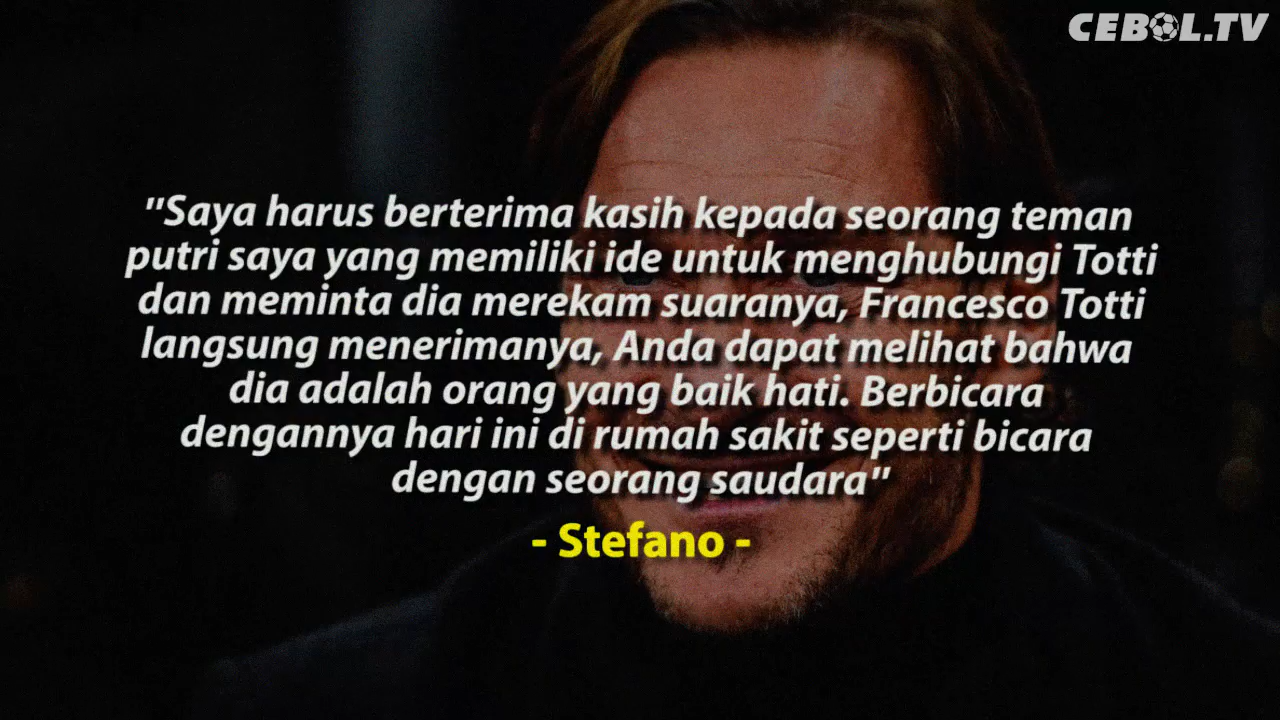 CEBOL.TV
"Saya harus berterima kasih kepada seorang teman
putri saya yang memiliki ide untuk menghubungi Totti
dan meminta dia merekam suaranya, Francesco Totti
langsung menerimanya, Anda dapat melihat bahwa
dia adalah orang yang baik hati. Berbicara
dengannya hari ini di rumah sakit seperti bicara
dengan seorang saudara"
- Stefano -